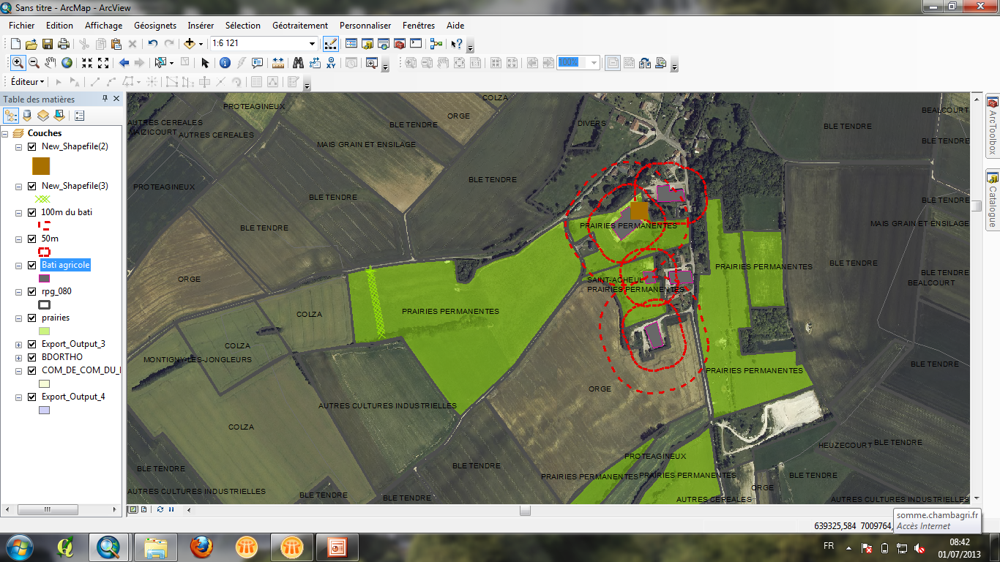 Sans titre - ArcMap - ArcView
Fichier Edition Affichage Géosignets Insérer Sélection Géotraitement Personnaliser Fenêtres Aide
1:6 121
100%
Éditeur
Table des matières
Couches
New_Shapefile(2)
New_Shapefile(3)
100m du bati
50m
Bati agricole
rpg_080
prairies
Export_Output_3
BDORTHO
COM_DE_COM_DU_
Export_Output_4
COLZA
PROTEAGINEUX
BEALCOURT
ORGE
AUTRES CEREALES
BLE TENDRE
DIVERS
BLE TENDRE
MAIZICOURT
AUTRES CEREALES
MAIS GRAIN ET ENSILAGE
BLE TENDRE
BLE TENDRE
PROTEAGINEUX
BLE TENDRE
BLE TENDRE
MAIS GRAIN ET ENSILAGE
BLE TENDRE
PRAIRIES PERMANENTES
BLE TENDRE
PRAIRIES PERMANENTES
BLE TENDRE
ORGE
SAINT-ACHEUL
BEALCOURT
PRAIRIES PERMANENTES
COLZA
PRAIRIES PERMANENTES
COLZA
MONTIGNY-LES-JONGLEURS
BLE TENDRE
PRAIRIES PERMANENTES
ORGE
AUTRES CULTURES INDUSTRIELLES
COLZA
HEUZECOURT
BLE TENDRE
PROTEAGINEUX
BLE TENDRE
BLE TENDRE
PRAIRIES PERMANENTES
PRAIRIES PERMANENTES
BLE TENDRE
ORGE
AUTRES CULTURES INDUSTRIELLES
BLE TENDRE
BLE TENDRE
AUTRES CEREALES
AUTRES CULTURES INDUSTRIELLES
ArcToolbox
Catalogue
639325,584 7009764,
somme.chambagri.fr
Accès Internet
FR
08:42
01/07/2013